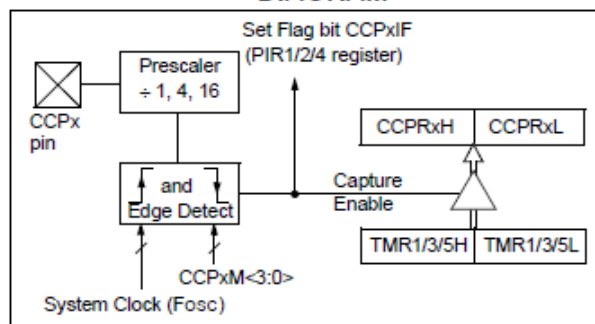 Set Flag bit CCPxIF
(PIR1/2/4 register)
Prescaler
÷ 1, 4, 16
CCPx
pin
CCPRxH
CCPRxL
and
Edge Detect
Capture
Enable
TMR1/3/5H
TMR1/3/5L
CCPxM<3:0>
System Clock (Fosc)